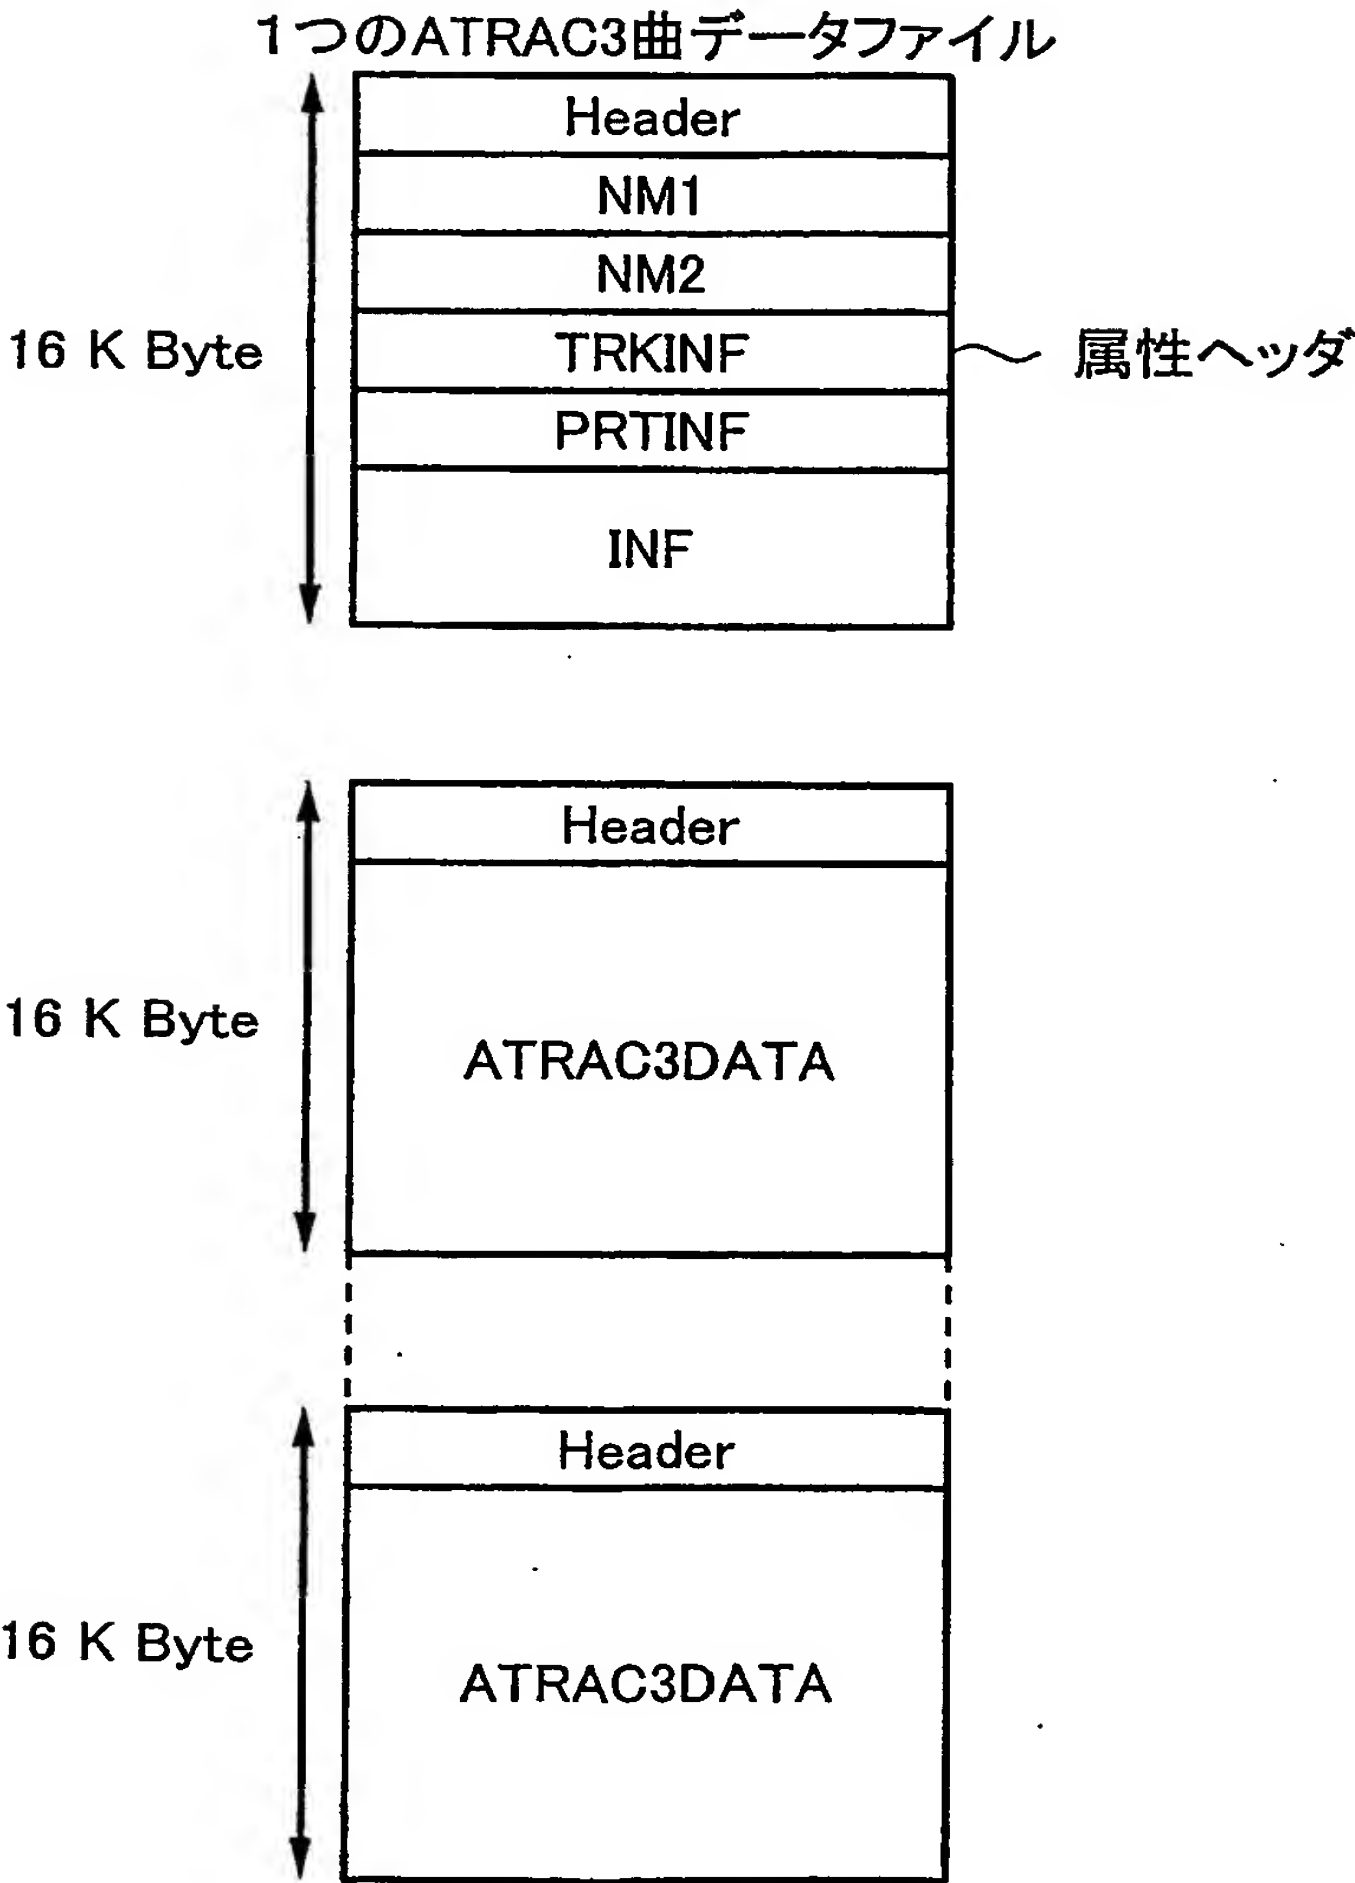 1つのATRAC3曲データファイル
Header
NM1
NM2
16 K Byte
TRKINF
属性ヘッダ
PRTINF
INF
Header
16 K Byte
ATRAC3DATA
Header
16 K Byte
ATRAC3DATA